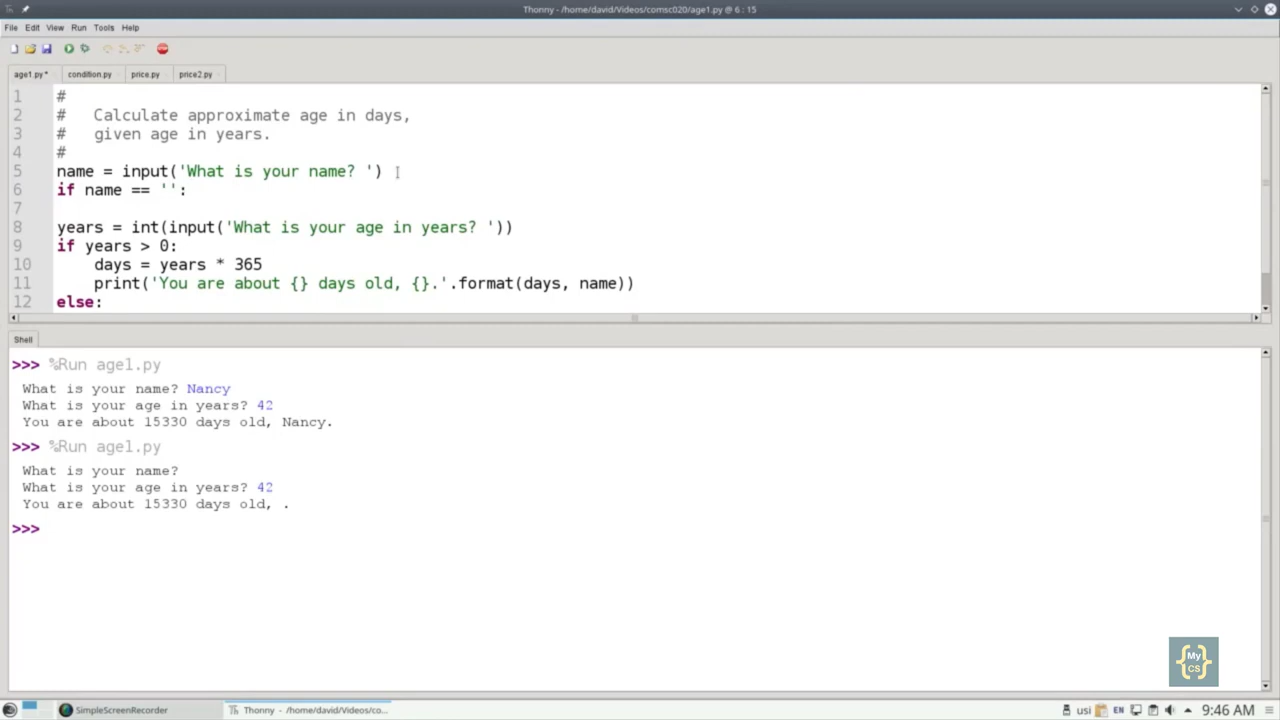 Thonny - /home/david/Videos/comsc020/age1.py @ 6 : 15
File Edit View Run Tools Help
age1.py * condition.py price.py price2.py
1 #
2 #   Calculate approximate age in days,
3 #   given age in years.
4 #
5 name = input('What is your name? ')
6 if name == '':
7
8 years = int(input('What is your age in years? '))
9 if years > 0:
10     days = years * 365
11     print('You are about {} days old, {}.'.format(days, name))
12 else:
Shell
>>> %Run age1.py
What is your name? Nancy
What is your age in years? 42
You are about 15330 days old, Nancy.
>>> %Run age1.py
What is your name?
What is your age in years? 42
You are about 15330 days old, .
>>>
{My CS}
SimpleScreenRecorder Thonny - /home/david/Videos/co... usi EN 9:46 AM